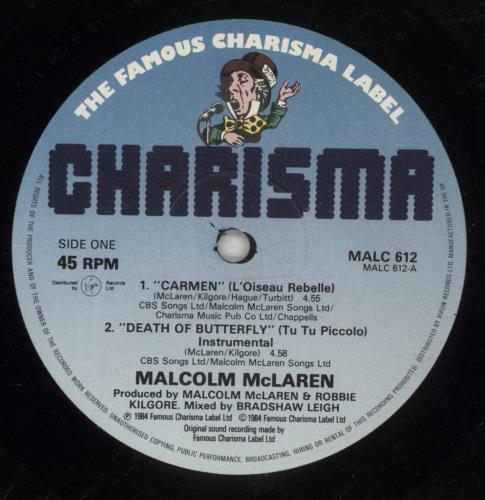 THE FAMOUS CHARISMA LABEL
CHARISMA
SIDE ONE
45 RPM
MALC 612
MALC 612-A
Distributed by Virgin Records Ltd
1. "CARMEN" (L'Oiseau Rebelle)
(McLaren/Kilgore/Hague/Turbitt) 4.55
CBS Songs Ltd/Malcolm McLaren Songs Ltd/
Charisma Music Pub Co Ltd/Chappells
2. "DEATH OF BUTTERFLY" (Tu Tu Piccolo)
Instrumental
(McLaren/Kilgore) 4.58
CBS Songs Ltd/Malcolm McLaren Songs Ltd
MALCOLM McLAREN
Produced by MALCOLM McLAREN & ROBBIE
KILGORE. Mixed by BRADSHAW LEIGH
℗ 1984 Famous Charisma Label Ltd © 1984 Famous Charisma Label Ltd
Original sound recording made by
Famous Charisma Label Ltd
ALL RIGHTS OF THE PRODUCER AND OF THE OWNER OF THE RECORDED WORK RESERVED. UNAUTHORISED COPYING, PUBLIC PERFORMANCE, BROADCASTING, HIRING OR RENTAL OF THIS RECORDING PROHIBITED. DISTRIBUTED BY VIRGIN RECORDS LTD. MANUFACTURED IN THE UK